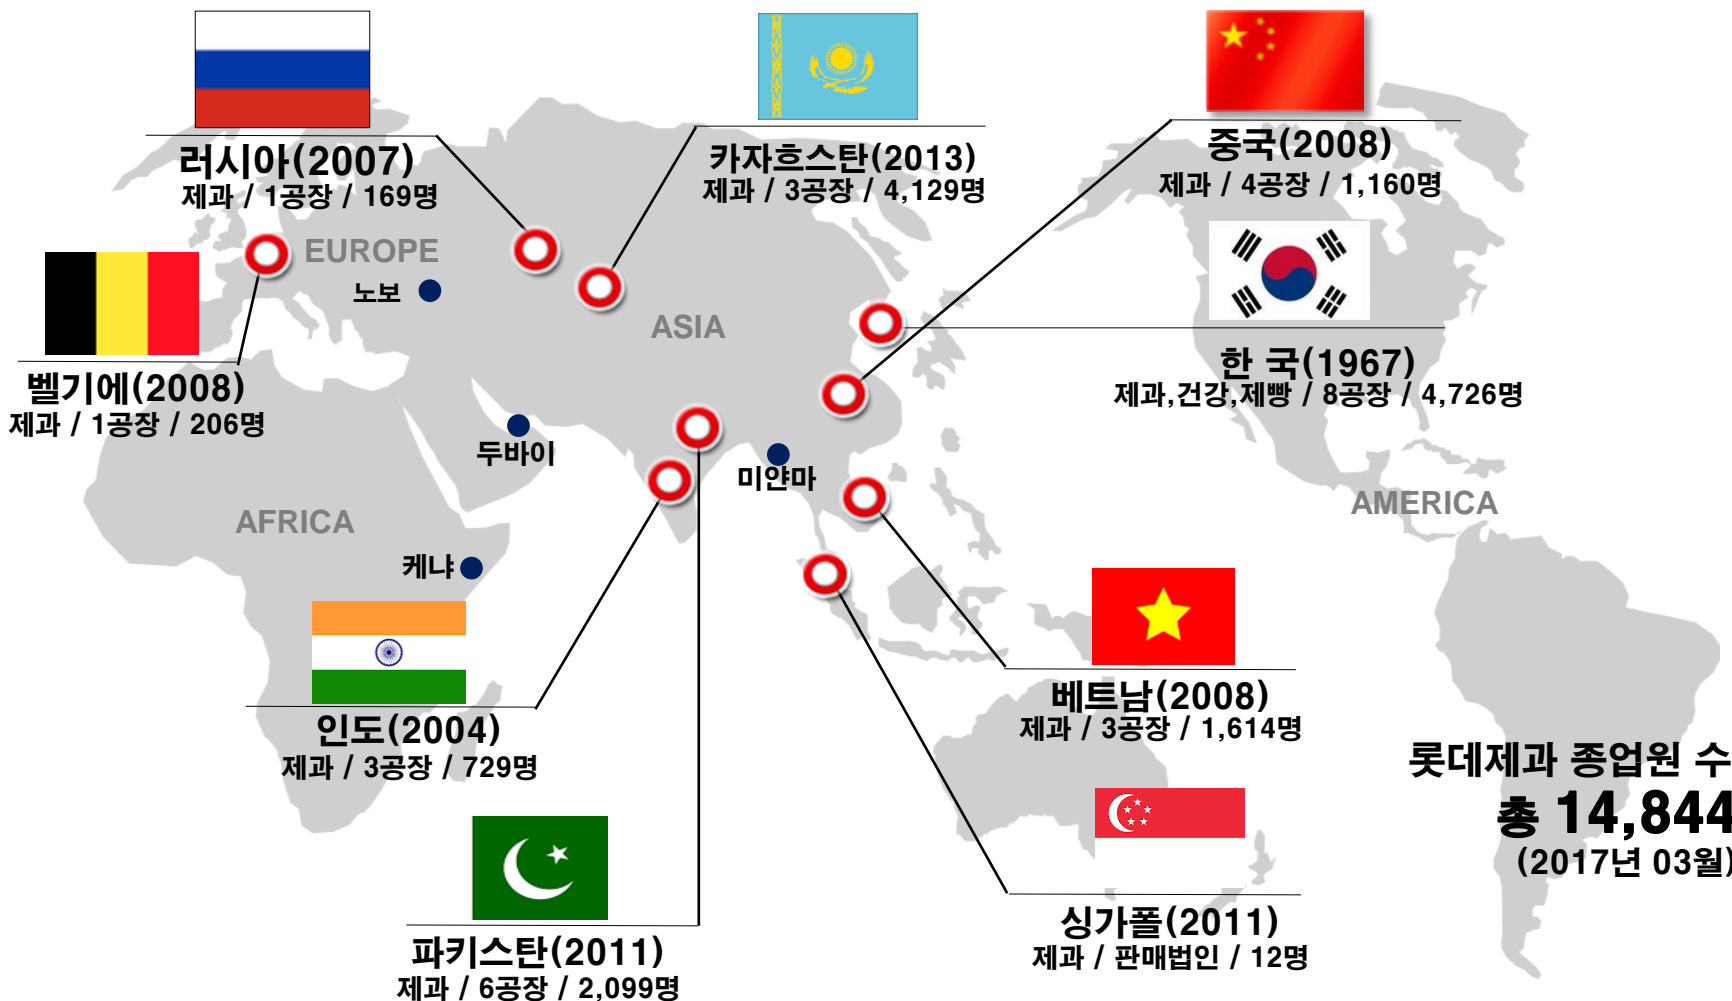 러시아(2007)
제과 / 1공장 / 169명
카자흐스탄(2013)
제과 / 3공장 / 4,129명
중국(2008)
제과 / 4공장 / 1,160명
EUROPE
노보
ASIA
벨기에(2008)
제과 / 1공장 / 206명
한 국(1967)
제과,건강,제빵 / 8공장 / 4,726명
두바이
미얀마
AFRICA
AMERICA
케냐
인도(2004)
제과 / 3공장 / 729명
베트남(2008)
제과 / 3공장 / 1,614명
롯데제과 종업원 수
총 14,844
(2017년 03월)
파키스탄(2011)
제과 / 6공장 / 2,099명
싱가폴(2011)
제과 / 판매법인 / 12명